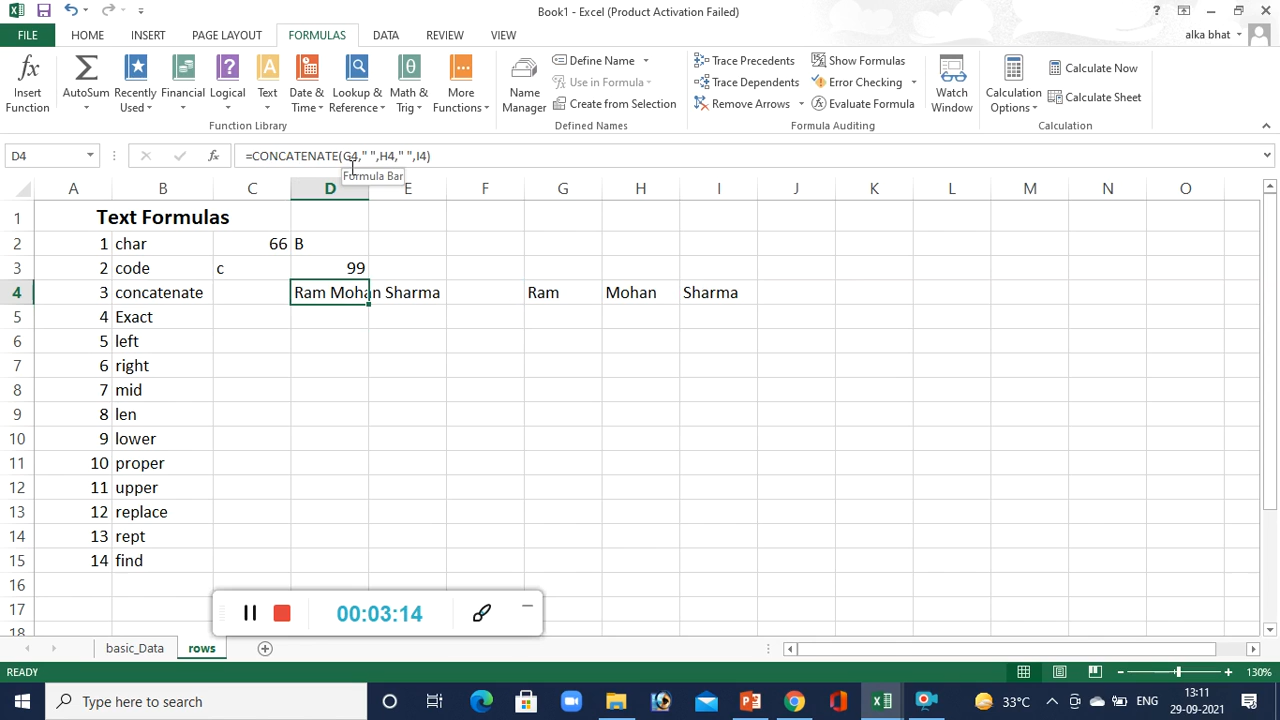 Book1 - Excel (Product Activation Failed)
FILE HOME INSERT PAGE LAYOUT FORMULAS DATA REVIEW VIEW alka bhat
Insert Function
AutoSum
Recently Used
Financial
Logical
Text
Date & Time
Lookup & Reference
Math & Trig
More Functions
Function Library
Name Manager
Define Name
Use in Formula
Create from Selection
Defined Names
Trace Precedents
Trace Dependents
Remove Arrows
Show Formulas
Error Checking
Evaluate Formula
Formula Auditing
Watch Window
Calculation Options
Calculate Now
Calculate Sheet
Calculation
D4 fx =CONCATENATE(G4," ",H4," ",I4)
Formula Bar
A B C D E F G H I J K L M N O
1 Text Formulas
2 1 char 66 B
3 2 code c 99
4 3 concatenate Ram Mohan Sharma Ram Mohan Sharma
5 4 Exact
6 5 left
7 6 right
8 7 mid
9 8 len
10 9 lower
11 10 proper
12 11 upper
13 12 replace
14 13 rept
15 14 find
16
17
18
00:03:14
basic_Data rows
READY 130%
Type here to search
33°C ENG
13:11
29-09-2021